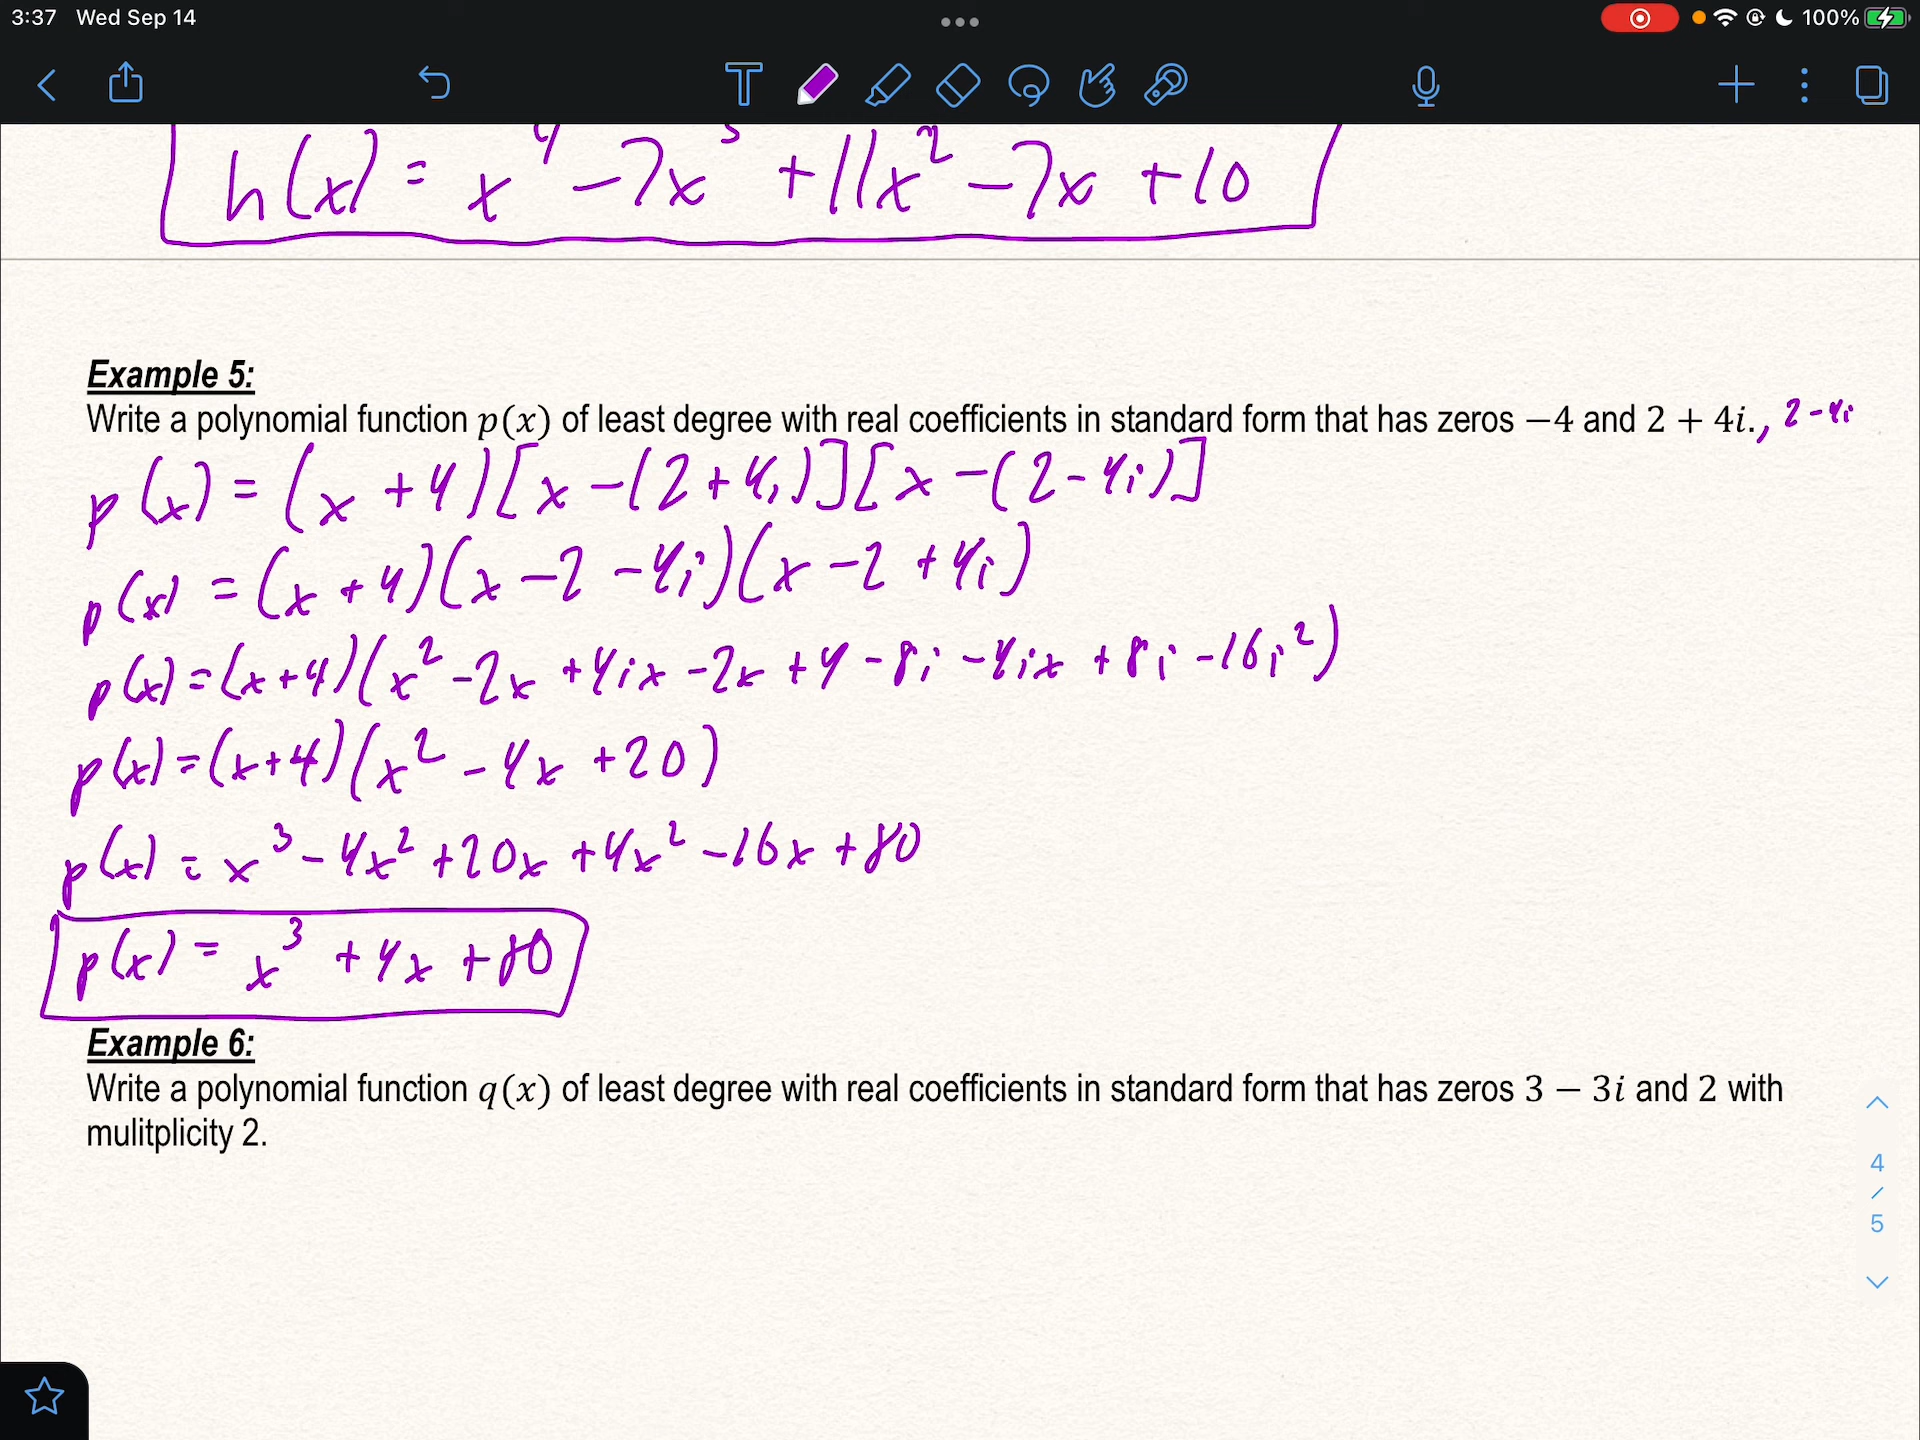 3:37 Wed Sep 14
100%
T
h(x) = x⁴ - 7x³ + 11x² - 7x + 10
Example 5:
Write a polynomial function p(x) of least degree with real coefficients in standard form that has zeros −4 and 2 + 4i., 2-4i
p(x) = (x+4)[x-(2+4i)][x-(2-4i)]
p(x) = (x+4)(x-2-4i)(x-2+4i)
p(x) = (x+4)(x²-2x+4ix-2x+4-8i-4ix+8i-16i²)
p(x) = (x+4)(x²-4x+20)
p(x) = x³-4x²+20x+4x²-16x+80
p(x) = x³+4x+80
Example 6:
Write a polynomial function q(x) of least degree with real coefficients in standard form that has zeros 3 − 3i and 2 with
mulitplicity 2.
4
/
5